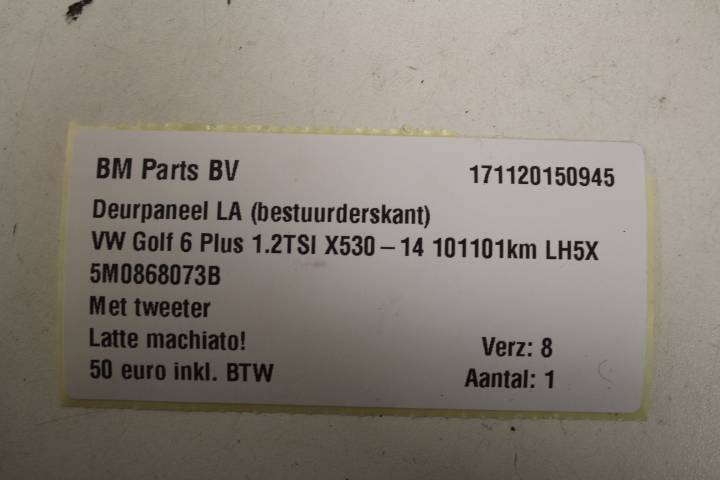 BM Parts BV 171120150945
Deurpaneel LA (bestuurderskant)
VW Golf 6 Plus 1.2TSI X530 – 14 101101km LH5X
5M0868073B
Met tweeter
Latte machiato! Verz: 8
50 euro inkl. BTW Aantal: 1